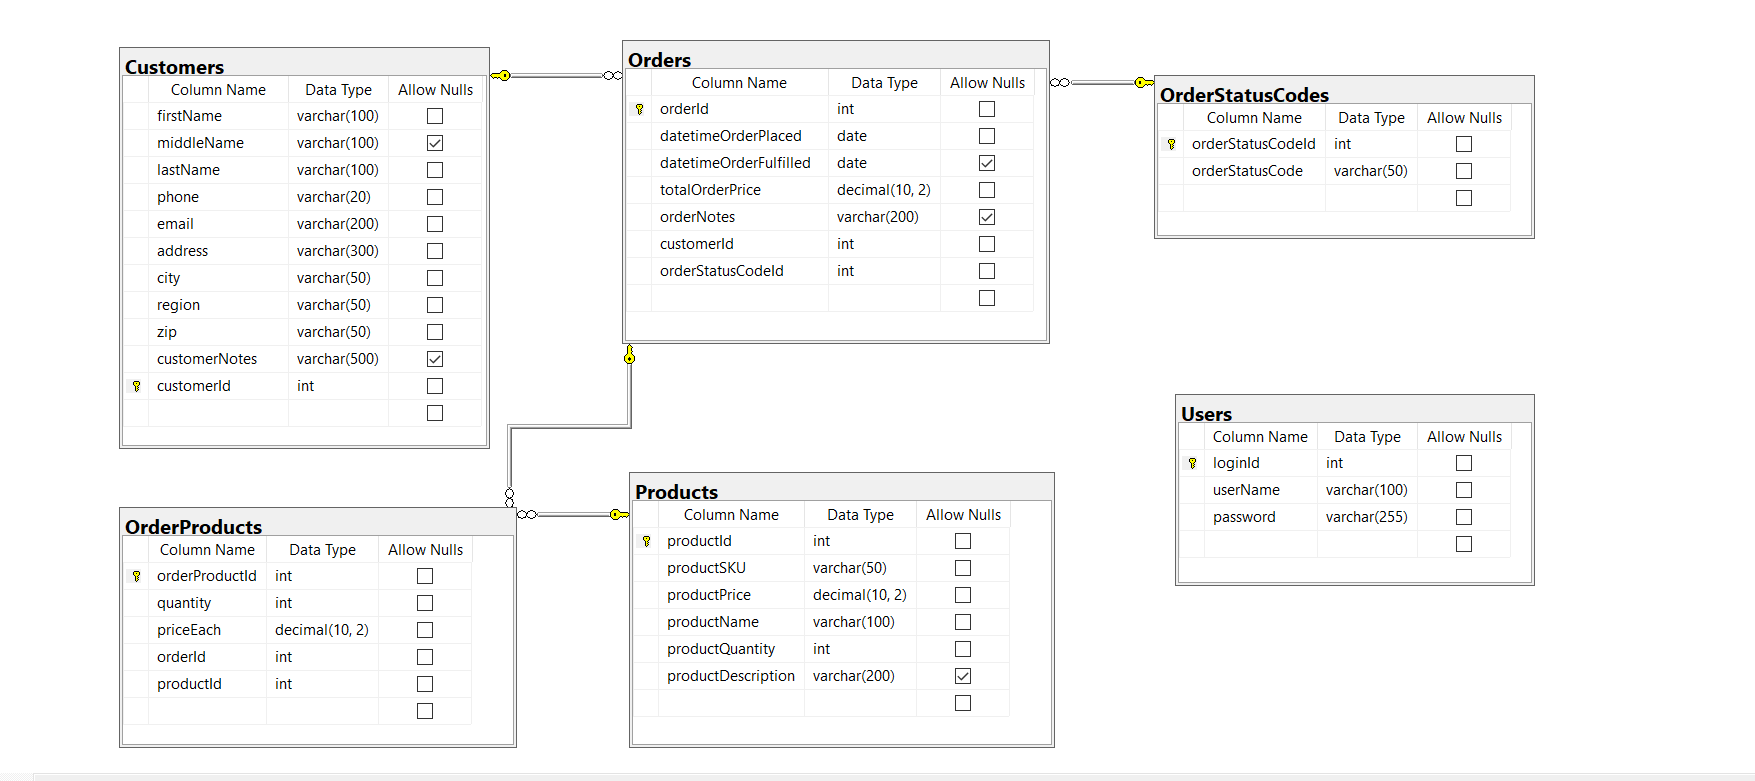 Customers
Column Name Data Type Allow Nulls
firstName varchar(100)
middleName varchar(100)
lastName varchar(100)
phone varchar(20)
email varchar(200)
address varchar(300)
city varchar(50)
region varchar(50)
zip varchar(50)
customerNotes varchar(500)
customerId int
Orders
Column Name Data Type Allow Nulls
orderId int
datetimeOrderPlaced date
datetimeOrderFulfilled date
totalOrderPrice decimal(10, 2)
orderNotes varchar(200)
customerId int
orderStatusCodeId int
OrderStatusCodes
Column Name Data Type Allow Nulls
orderStatusCodeId int
orderStatusCode varchar(50)
Users
Column Name Data Type Allow Nulls
loginId int
userName varchar(100)
password varchar(255)
OrderProducts
Column Name Data Type Allow Nulls
orderProductId int
quantity int
priceEach decimal(10, 2)
orderId int
productId int
Products
Column Name Data Type Allow Nulls
productId int
productSKU varchar(50)
productPrice decimal(10, 2)
productName varchar(100)
productQuantity int
productDescription varchar(200)